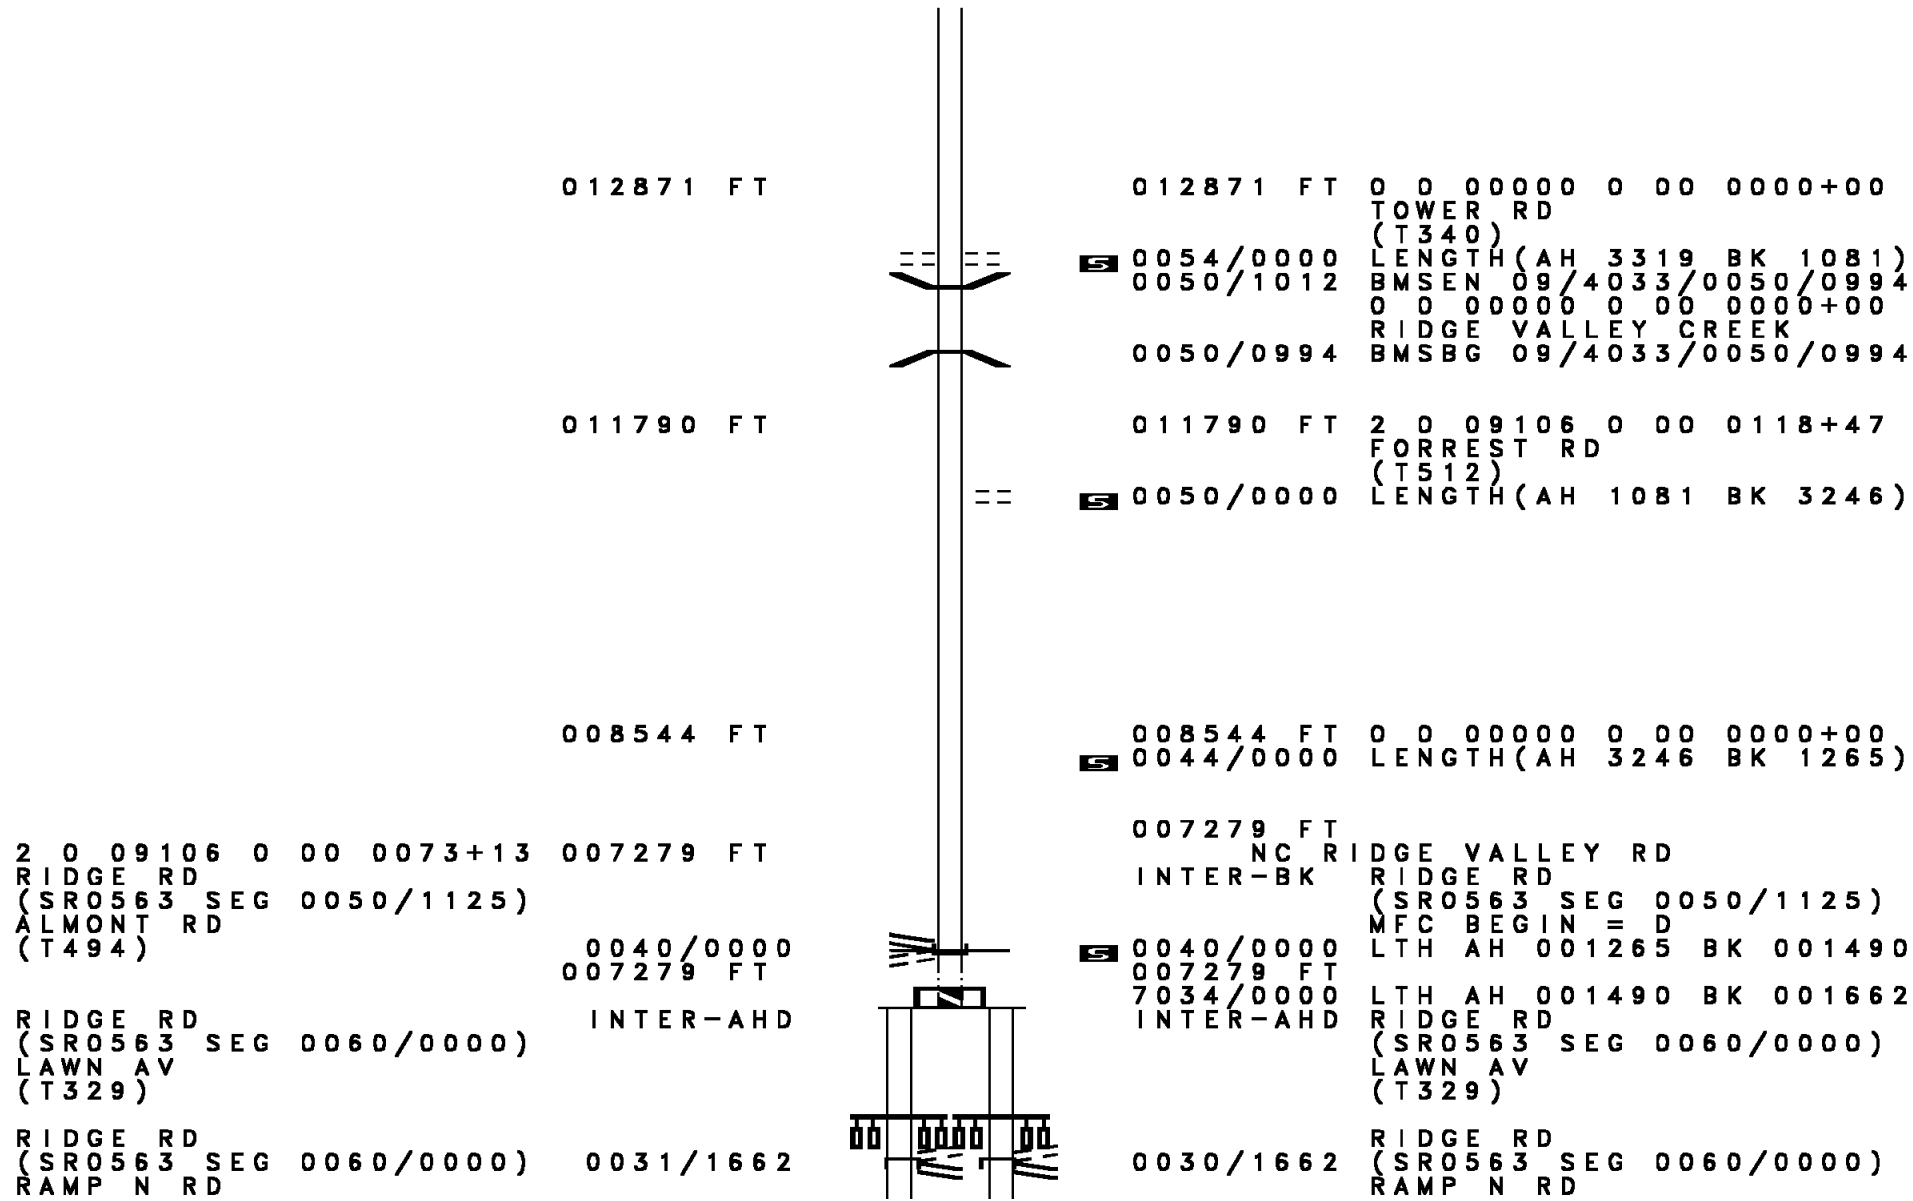 012871 FT 012871 FT 0 0 00000 0 00 0000+00
TOWER RD
(T340)
S 0054/0000 LENGTH(AH 3319 BK 1081)
0050/1012 BMSEN 09/4033/0050/0994
0 0 00000 0 00 0000+00
RIDGE VALLEY CREEK
0050/0994 BMSBG 09/4033/0050/0994
011790 FT 011790 FT 2 0 09106 0 00 0118+47
FORREST RD
(T512)
S 0050/0000 LENGTH(AH 1081 BK 3246)
008544 FT 008544 FT 0 0 00000 0 00 0000+00
S 0044/0000 LENGTH(AH 3246 BK 1265)
007279 FT
2 0 09106 0 00 0073+13 007279 FT NC RIDGE VALLEY RD
RIDGE RD INTER-BK RIDGE RD
(SR0563 SEG 0050/1125) (SR0563 SEG 0050/1125)
ALMONT RD MFC BEGIN = D
(T494) 0040/0000 S 0040/0000 LTH AH 001265 BK 001490
007279 FT 007279 FT
7034/0000 LTH AH 001490 BK 001662
RIDGE RD INTER-AHD INTER-AHD RIDGE RD
(SR0563 SEG 0060/0000) (SR0563 SEG 0060/0000)
LAWN AV LAWN AV
(T329) (T329)
RIDGE RD RIDGE RD
(SR0563 SEG 0060/0000) 0031/1662 0030/1662 (SR0563 SEG 0060/0000)
RAMP N RD RAMP N RD